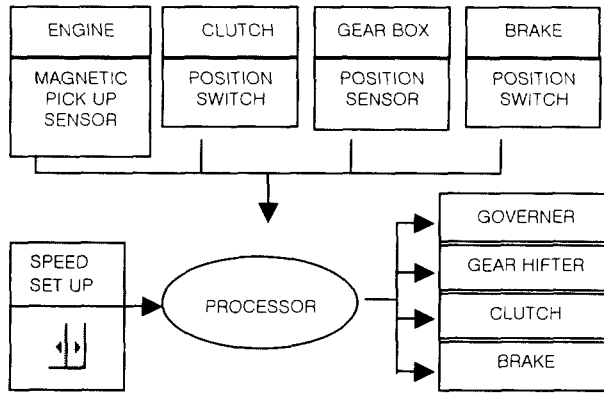 ENGINE
MAGNETIC
PICK UP
SENSOR
CLUTCH
POSITION
SWITCH
GEAR BOX
POSITION
SENSOR
BRAKE
POSITION
SWITCH
SPEED
SET UP
PROCESSOR
GOVERNER
GEAR HIFTER
CLUTCH
BRAKE